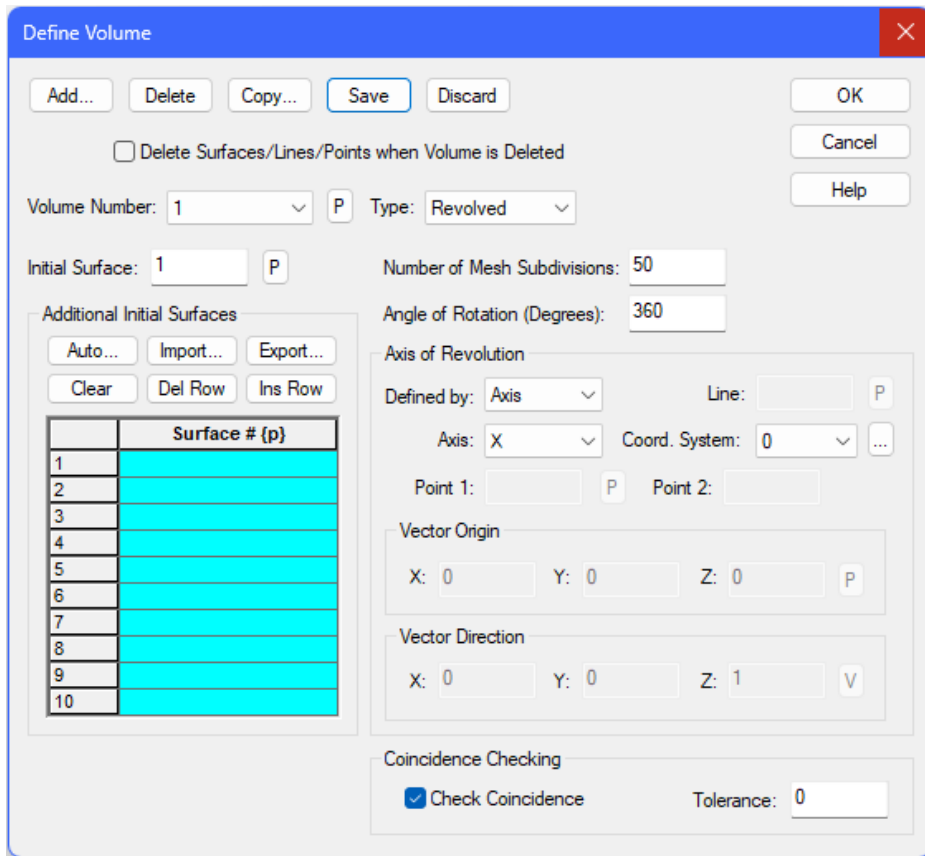 Define Volume
Add... Delete Copy... Save Discard OK
Delete Surfaces/Lines/Points when Volume is Deleted Cancel
Volume Number: 1 P Type: Revolved Help
Initial Surface: 1 P Number of Mesh Subdivisions: 50
Angle of Rotation (Degrees): 360
Additional Initial Surfaces
Auto... Import... Export...
Clear Del Row Ins Row
Surface # {p}
1
2
3
4
5
6
7
8
9
10
Axis of Revolution
Defined by: Axis Line: P
Axis: X Coord. System: 0 ...
Point 1: P Point 2:
Vector Origin
X: 0 Y: 0 Z: 0 P
Vector Direction
X: 0 Y: 0 Z: 1 V
Coincidence Checking
Check Coincidence Tolerance: 0